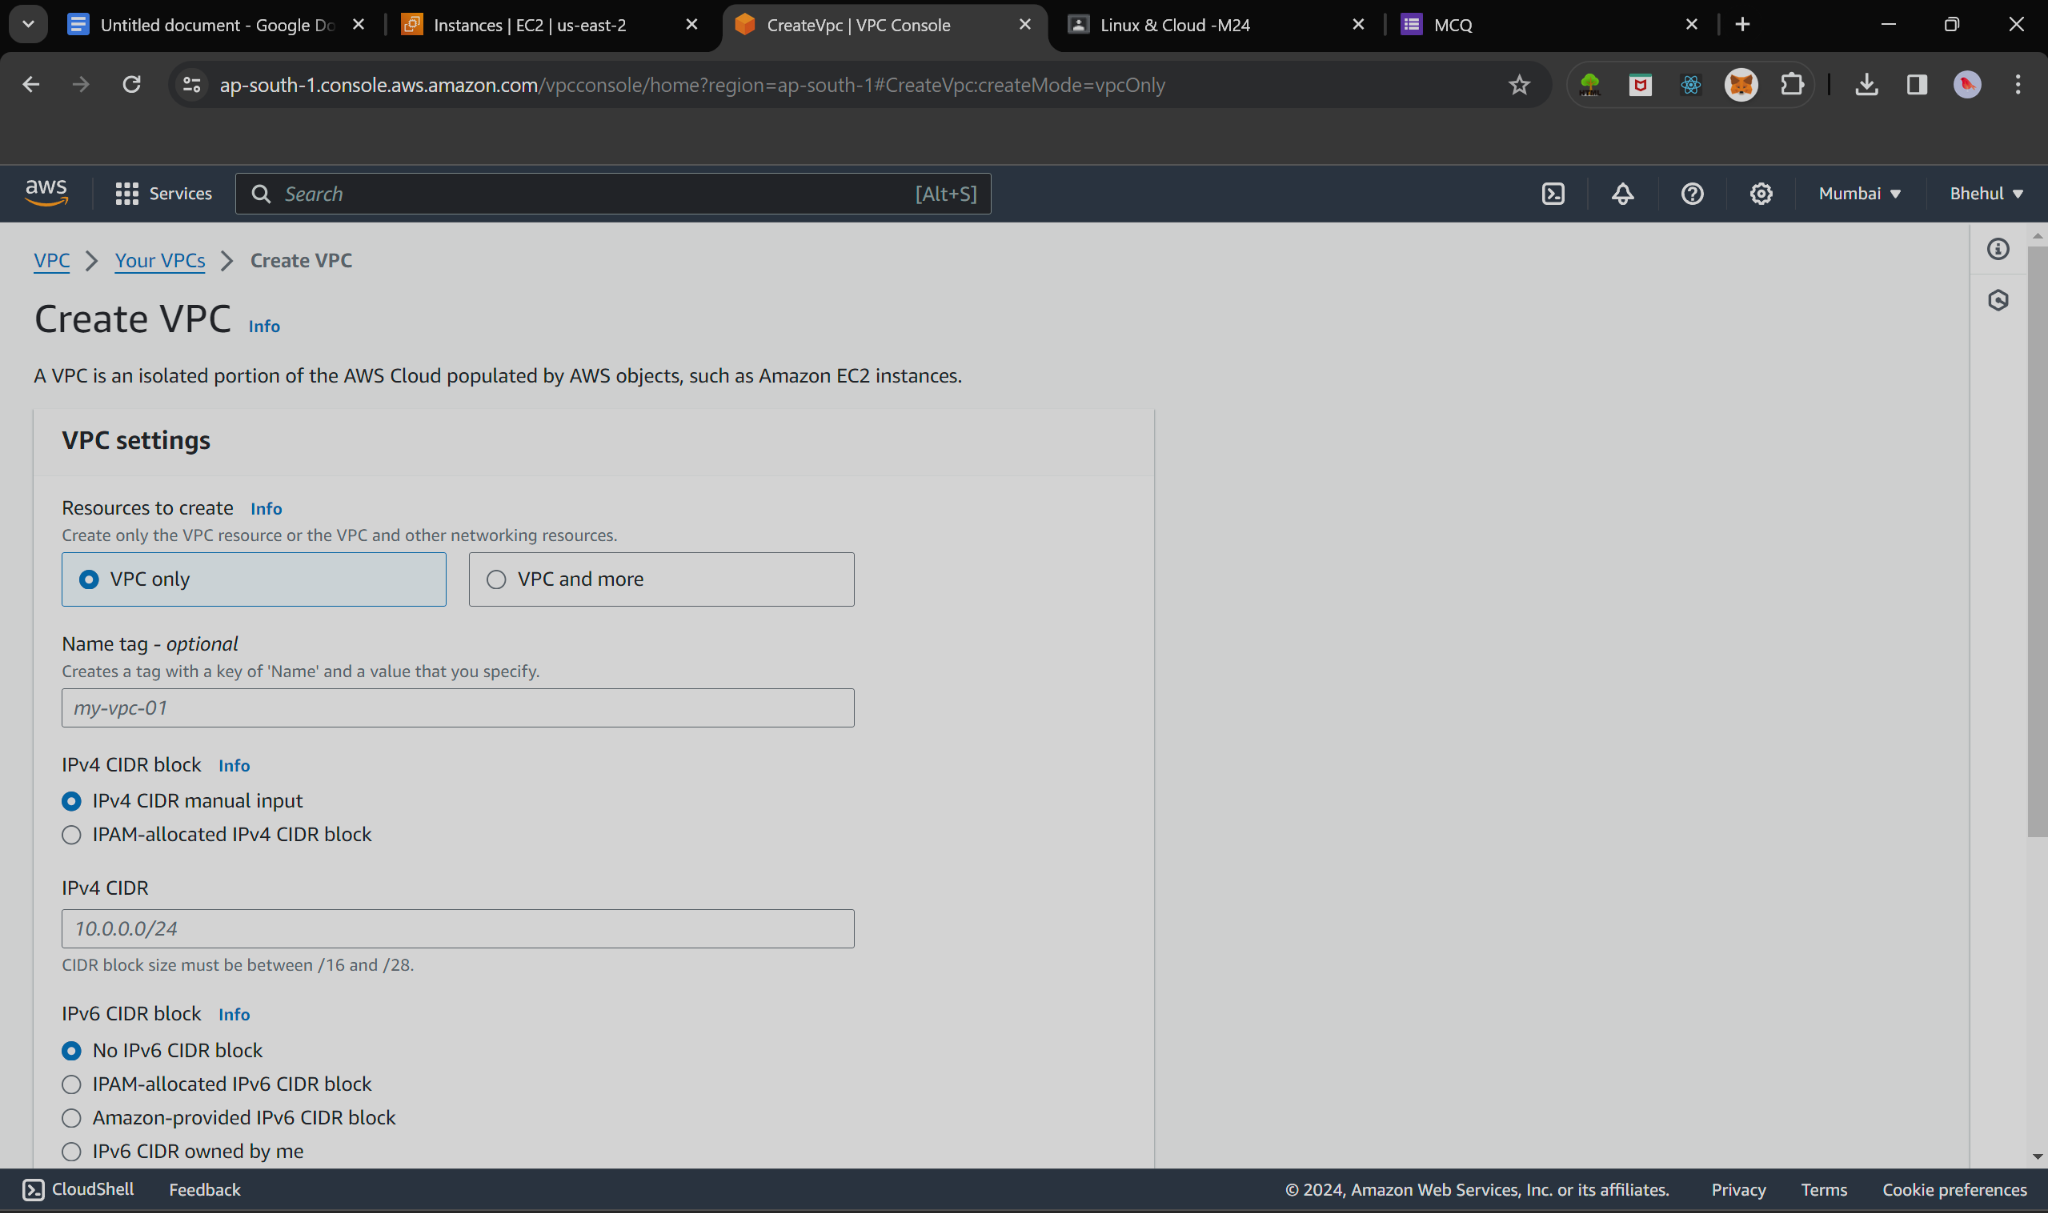 Untitled document - Google Do
Instances | EC2 | us-east-2
CreateVpc | VPC Console
Linux & Cloud -M24
MCQ
ap-south-1.console.aws.amazon.com/vpcconsole/home?region=ap-south-1#CreateVpc:createMode=vpcOnly
aws
Services
Search
[Alt+S]
Mumbai
Bhehul
VPC
Your VPCs
Create VPC
Create VPC Info
A VPC is an isolated portion of the AWS Cloud populated by AWS objects, such as Amazon EC2 instances.
VPC settings
Resources to create Info
Create only the VPC resource or the VPC and other networking resources.
VPC only
VPC and more
Name tag - optional
Creates a tag with a key of 'Name' and a value that you specify.
my-vpc-01
IPv4 CIDR block Info
IPv4 CIDR manual input
IPAM-allocated IPv4 CIDR block
IPv4 CIDR
10.0.0.0/24
CIDR block size must be between /16 and /28.
IPv6 CIDR block Info
No IPv6 CIDR block
IPAM-allocated IPv6 CIDR block
Amazon-provided IPv6 CIDR block
IPv6 CIDR owned by me
CloudShell
Feedback
© 2024, Amazon Web Services, Inc. or its affiliates.
Privacy
Terms
Cookie preferences